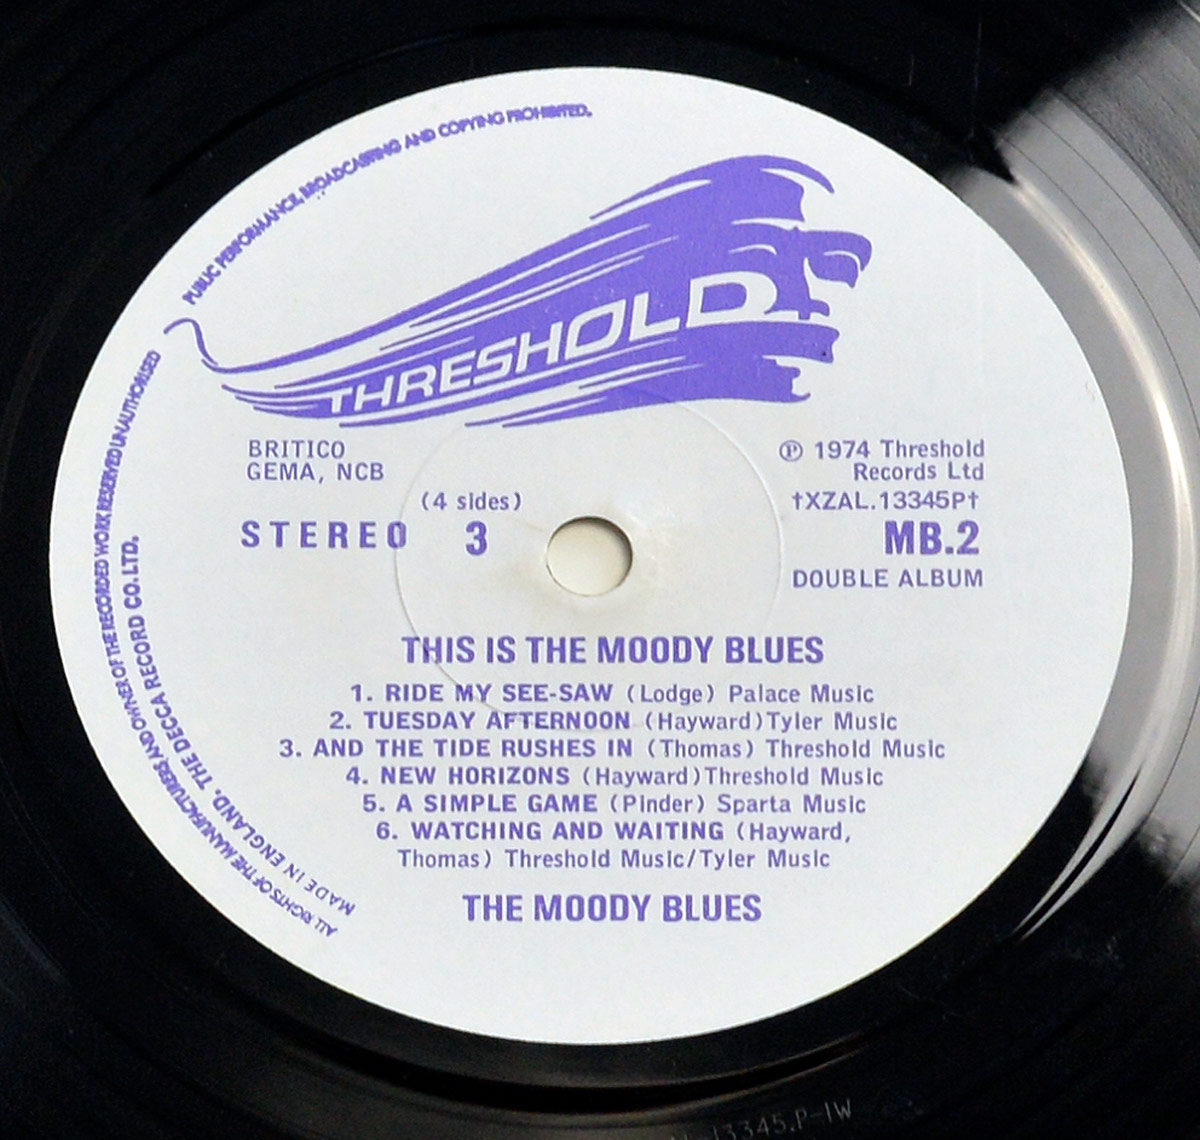 PUBLIC PERFORMANCE, BROADCASTING AND COPYING PROHIBITED.
THRESHOLD
BRITICO
GEMA, NCB
℗ 1974 Threshold
Records Ltd
(4 sides)
†XZAL.13345P†
STEREO 3
MB.2
DOUBLE ALBUM
THIS IS THE MOODY BLUES
1. RIDE MY SEE-SAW (Lodge) Palace Music
2. TUESDAY AFTERNOON (Hayward)Tyler Music
3. AND THE TIDE RUSHES IN (Thomas) Threshold Music
4. NEW HORIZONS (Hayward)Threshold Music
5. A SIMPLE GAME (Pinder) Sparta Music
6. WATCHING AND WAITING (Hayward,
Thomas) Threshold Music/Tyler Music
THE MOODY BLUES
ALL RIGHTS OF THE MANUFACTURERS AND OWNER OF THE RECORDED WORK RESERVED UNAUTHORISED
MADE IN ENGLAND. THE DECCA RECORD CO.LTD.
13345.P-1W